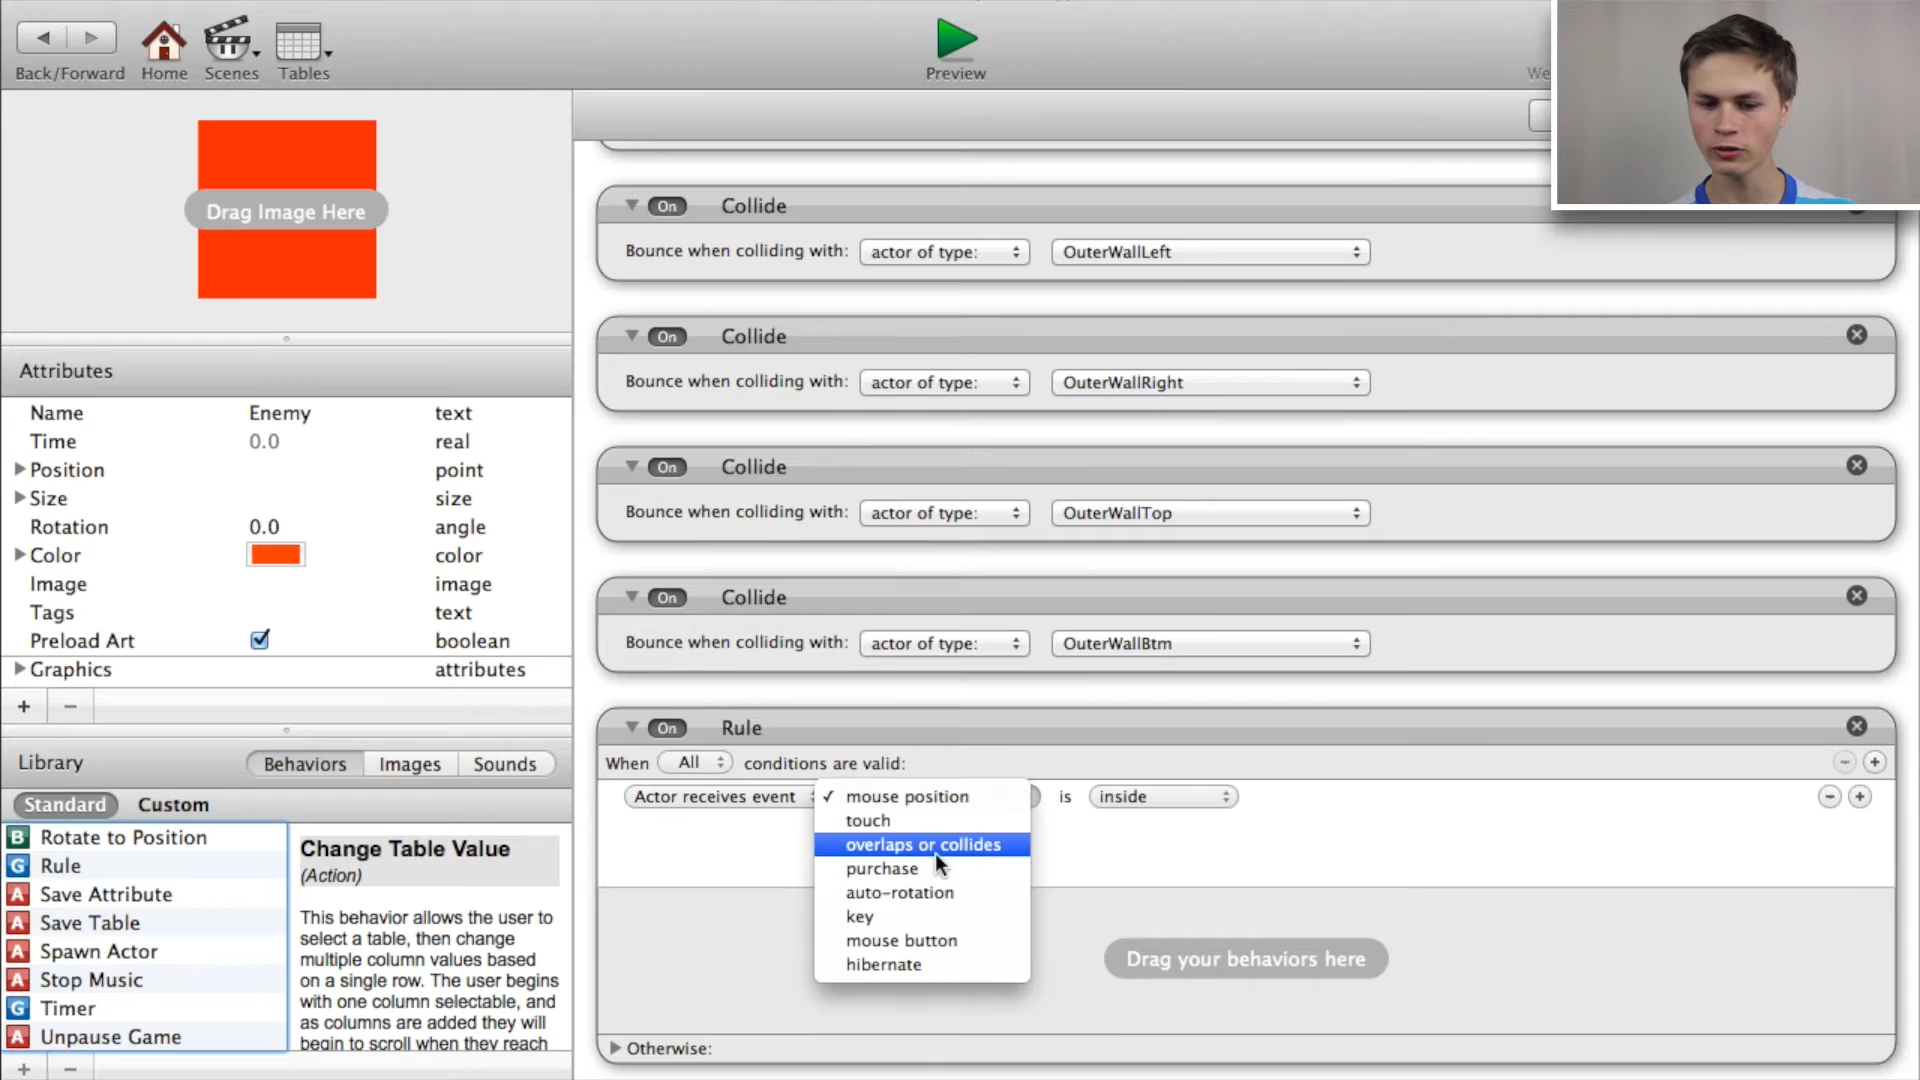 Back/Forward Home Scenes Tables Preview
Drag Image Here
Attributes
Name Enemy text
Time 0.0 real
Position point
Size size
Rotation 0.0 angle
Color color
Image image
Tags text
Preload Art boolean
Graphics attributes
+ −
Library Behaviors Images Sounds
Standard Custom
B Rotate to Position
G Rule
A Save Attribute
A Save Table
A Spawn Actor
A Stop Music
G Timer
A Unpause Game
+ −
Change Table Value
(Action)
This behavior allows the user to
select a table, then change
multiple column values based
on a single row. The user begins
with one column selectable, and
as columns are added they will
begin to scroll when they reach
On Collide
Bounce when colliding with: actor of type: OuterWallLeft
On Collide
Bounce when colliding with: actor of type: OuterWallRight
On Collide
Bounce when colliding with: actor of type: OuterWallTop
On Collide
Bounce when colliding with: actor of type: OuterWallBtm
On Rule
When All conditions are valid:
Actor receives event is inside
✓ mouse position
touch
overlaps or collides
purchase
auto-rotation
key
mouse button
hibernate
Drag your behaviors here
Otherwise: